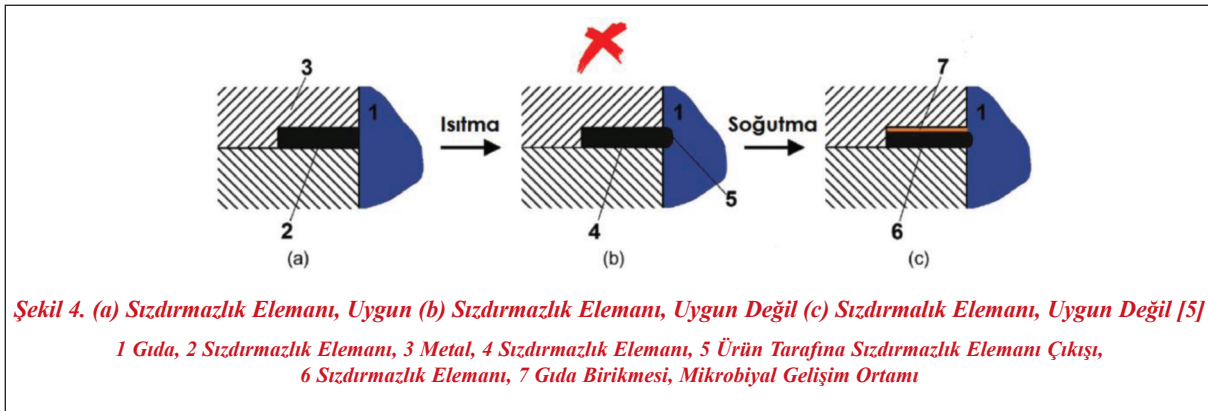 3
7
1
1
1
Isıtma
Soğutma
5
2
4
6
(a)
(b)
(c)
Şekil 4. (a) Sızdırmazlık Elemanı, Uygun (b) Sızdırmazlık Elemanı, Uygun Değil (c) Sızdırmalık Elemanı, Uygun Değil [5]
1 Gıda, 2 Sızdırmazlık Elemanı, 3 Metal, 4 Sızdırmazlık Elemanı, 5 Ürün Tarafına Sızdırmazlık Elemanı Çıkışı,
6 Sızdırmazlık Elemanı, 7 Gıda Birikmesi, Mikrobiyal Gelişim Ortamı